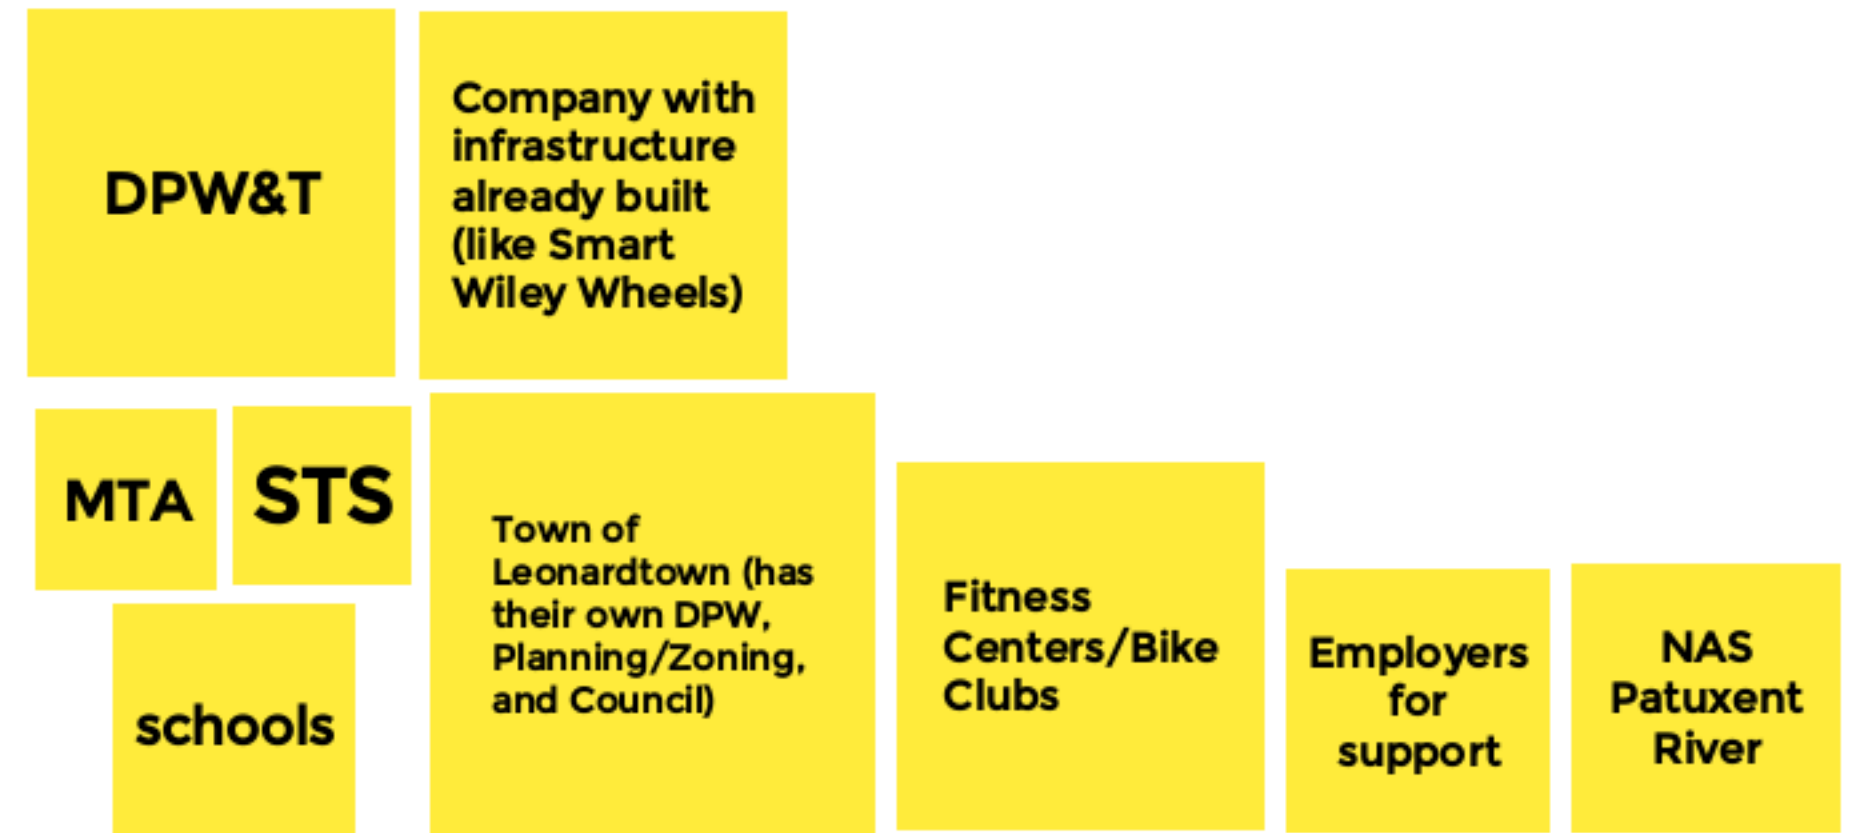 DPW&T
Company with
infrastructure
already built
(like Smart
Wiley Wheels)
MTA
STS
schools
Town of
Leonardtown (has
their own DPW,
Planning/Zoning,
and Council)
Fitness
Centers/Bike
Clubs
Employers
for
support
NAS
Patuxent
River